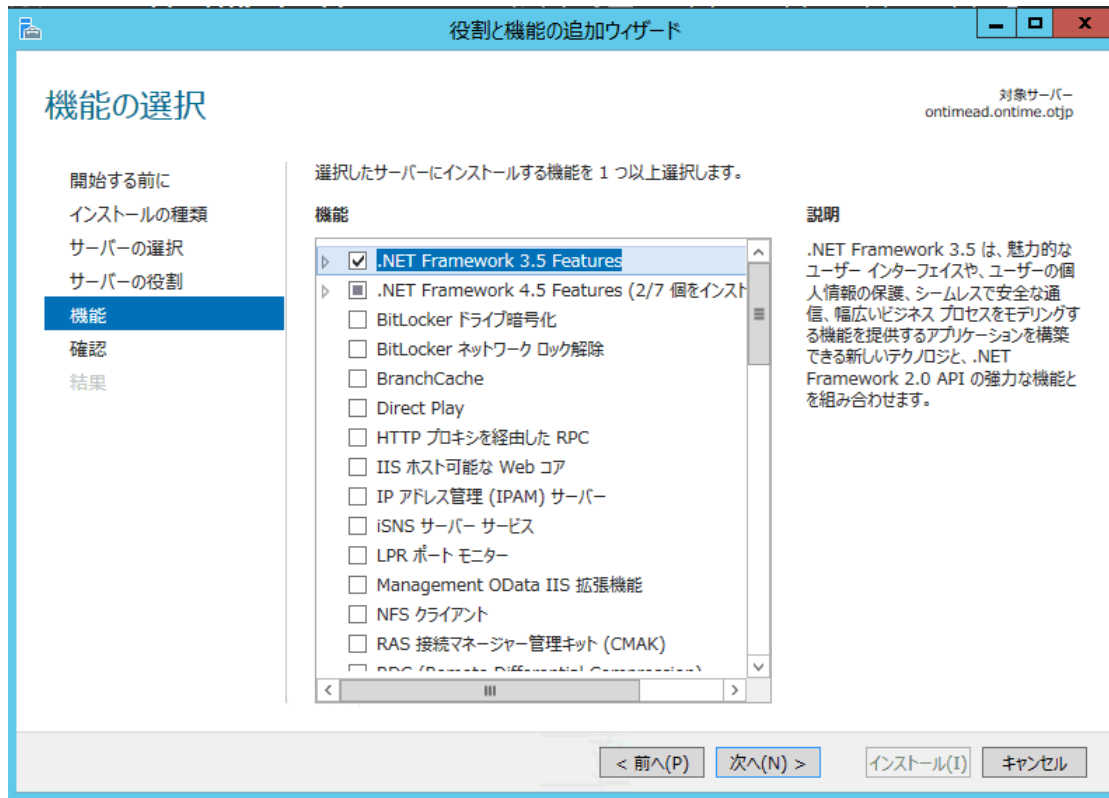 役割と機能の追加ウィザード
機能の選択
対象サーバー
ontimead.ontime.otjp
開始する前に
インストールの種類
サーバーの選択
サーバーの役割
機能
確認
結果
選択したサーバーにインストールする機能を 1 つ以上選択します。
機能
.NET Framework 3.5 Features
.NET Framework 4.5 Features (2/7 個をインスト
BitLocker ドライブ暗号化
BitLocker ネットワーク ロック解除
BranchCache
Direct Play
HTTP プロキシを経由した RPC
IIS ホスト可能な Web コア
IP アドレス管理 (IPAM) サーバー
iSNS サーバー サービス
LPR ポート モニター
Management OData IIS 拡張機能
NFS クライアント
RAS 接続マネージャー管理キット (CMAK)
RDC (Remote Differential Compression)
説明
.NET Framework 3.5 は、魅力的な
ユーザー インターフェイスや、ユーザーの個
人情報の保護、シームレスで安全な通
信、幅広いビジネス プロセスをモデリングす
る機能を提供するアプリケーションを構築
できる新しいテクノロジと、.NET
Framework 2.0 API の強力な機能と
を組み合わせます。
< 前へ(P)
次へ(N) >
インストール(I)
キャンセル